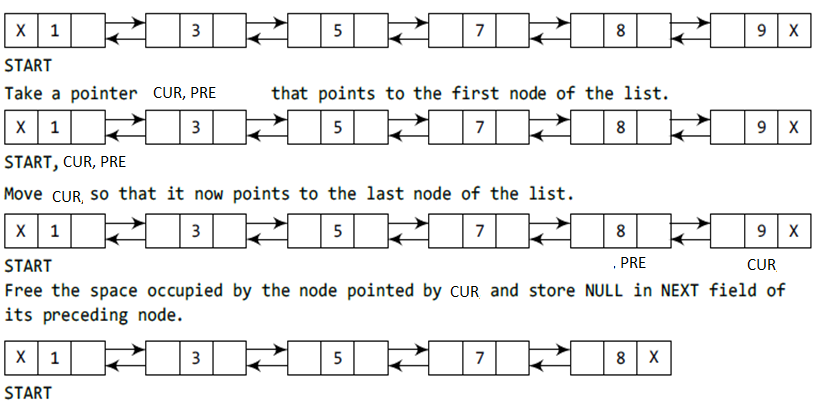 X 1 3 5 7 8 9 X
START
Take a pointer CUR, PRE that points to the first node of the list.
X 1 3 5 7 8 9 X
START, CUR, PRE
Move CUR, so that it now points to the last node of the list.
X 1 3 5 7 8 9 X
START , PRE CUR
Free the space occupied by the node pointed by CUR and store NULL in NEXT field of
its preceding node.
X 1 3 5 7 8 X
START